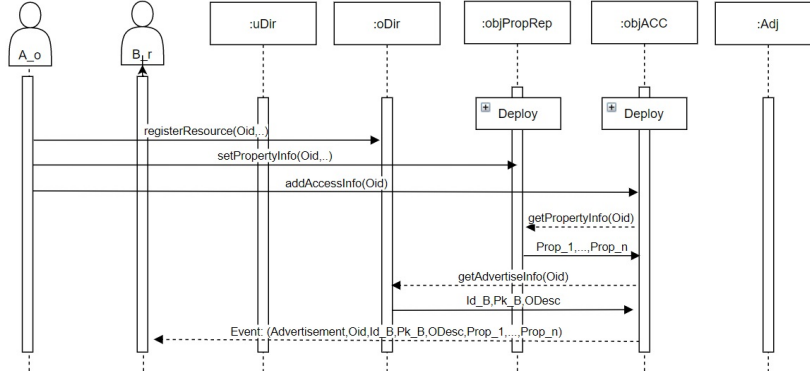 :uDir
:oDir
:objPropRep
:objACC
:Adj
A_o
B_r
Deploy
Deploy
registerResource(Oid,..)
setPropertyInfo(Oid,..)
addAccessInfo(Oid)
getPropertyInfo(Oid)
Prop_1,...,Prop_n
getAdvertiseInfo(Oid)
Id_B,Pk_B,ODesc
Event: (Advertisement,Oid,Id_B,Pk_B,ODesc,Prop_1,...,Prop_n)